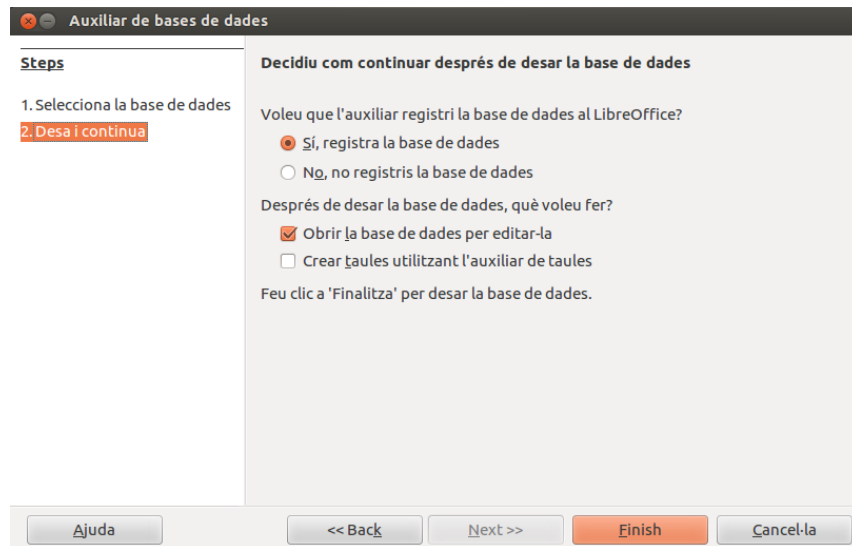 Auxiliar de bases de dades
Steps
1. Selecciona la base de dades
2. Desa i continua
Decidiu com continuar després de desar la base de dades
Voleu que l'auxiliar registri la base de dades al LibreOffice?
Sí, registra la base de dades
No, no registris la base de dades
Després de desar la base de dades, què voleu fer?
Obrir la base de dades per editar-la
Crear taules utilitzant l'auxiliar de taules
Feu clic a 'Finalitza' per desar la base de dades.
Ajuda
<< Back
Next >>
Finish
Cancel·la